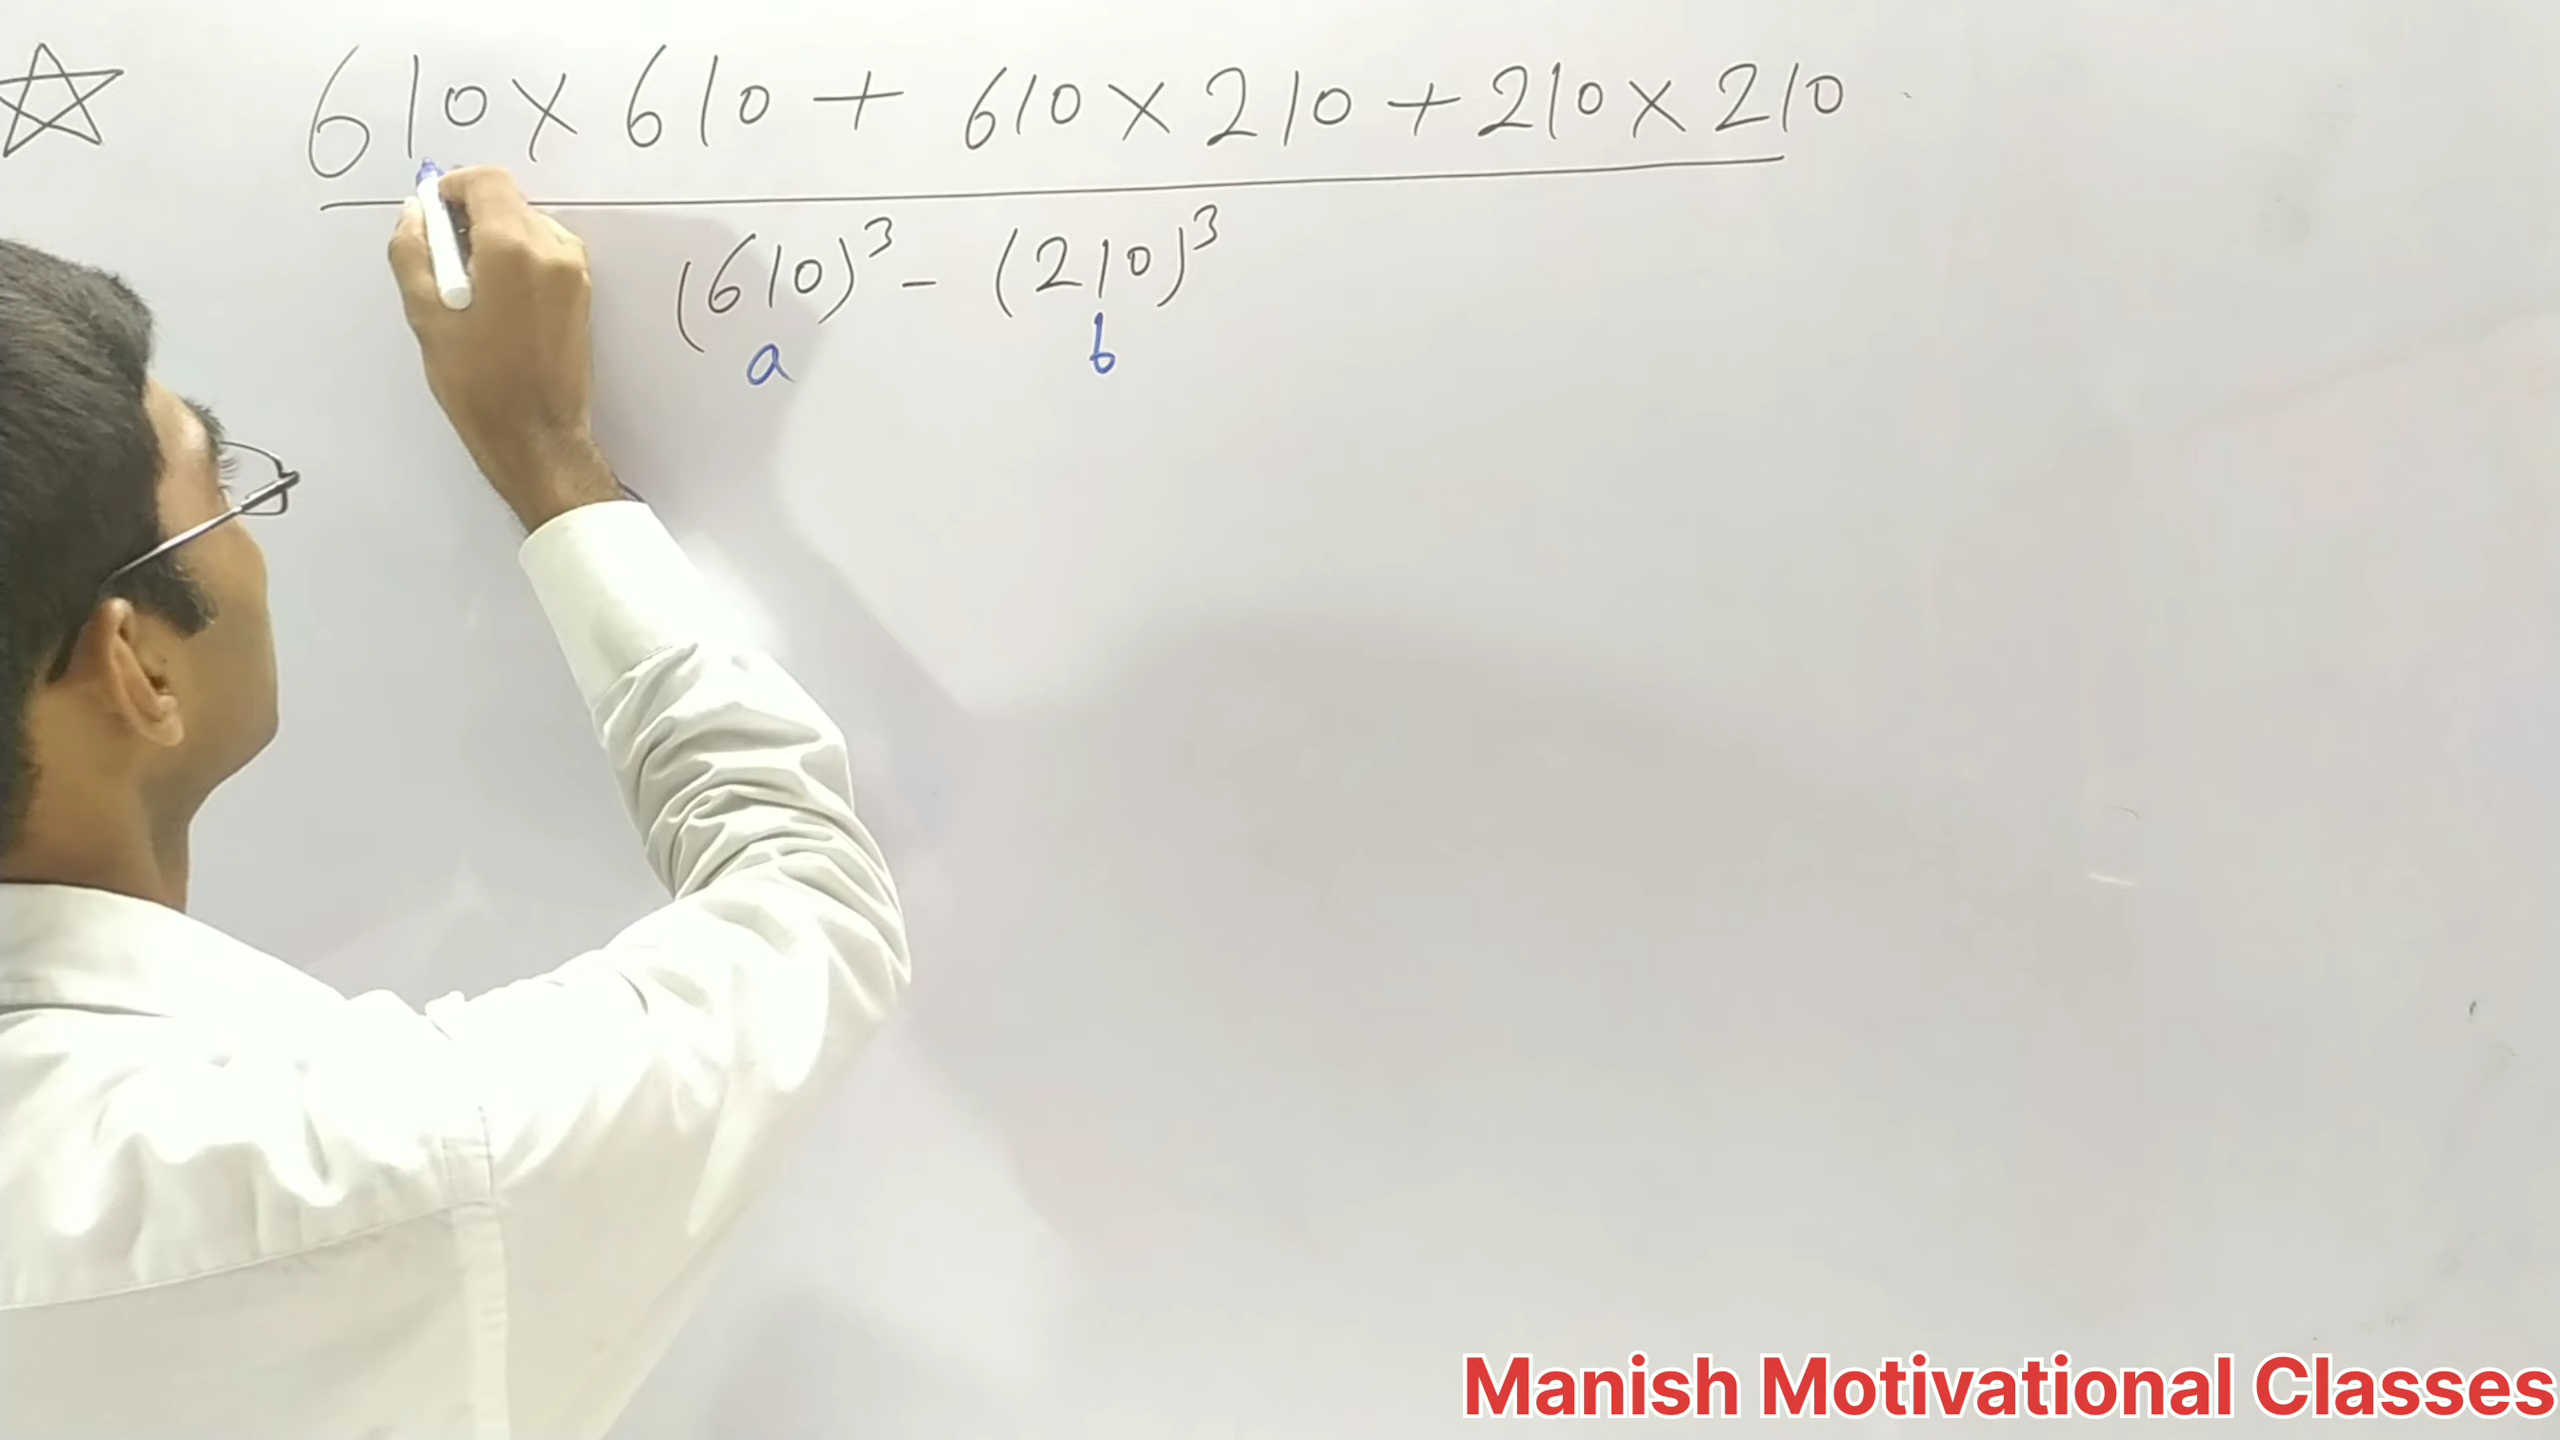 610 × 610 + 610 × 210 + 210 × 210
(610)³ - (210)³
a b
Manish Motivational Classes